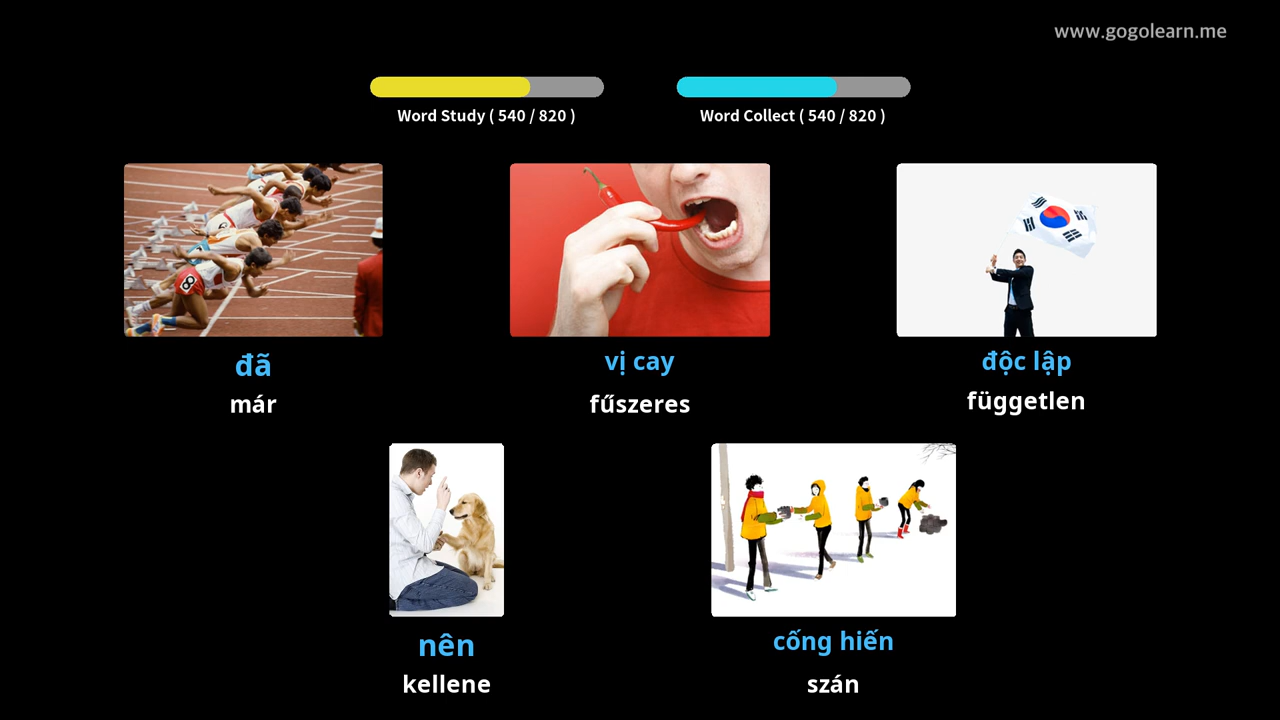 www.gogolearn.me
Word Study ( 540 / 820 )
Word Collect ( 540 / 820 )
8
đã
vị cay
độc lập
már
fűszeres
független
nên
cống hiến
kellene
szán